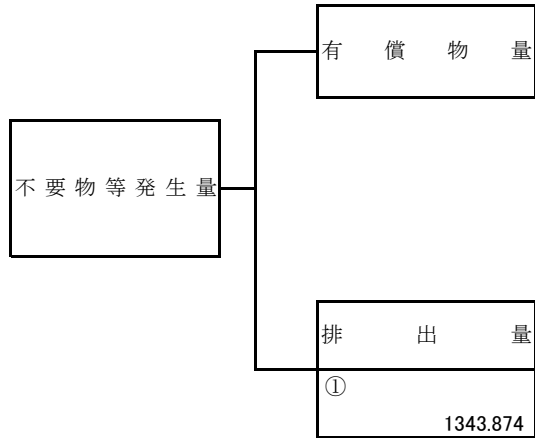 有償物量
不要物等発生量
排出量
①
1343.874